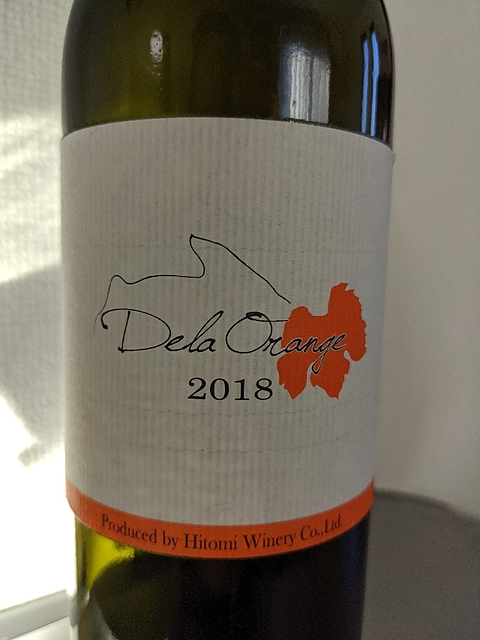 Dela Orange
2018
Produced by Hitomi Winery Co.,Ltd.